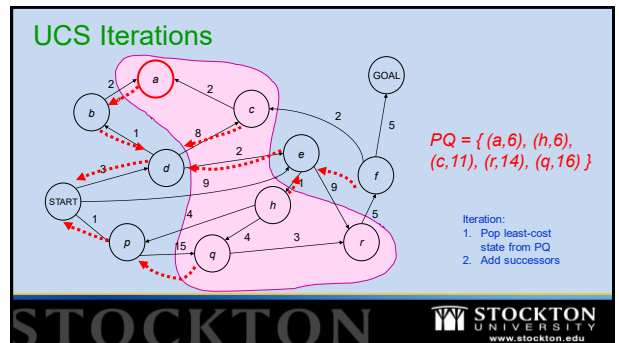 UCS Iterations
GOAL
a
2
b
2
c
2
5
1
8
PQ = { (a,6), (h,6),
(c,11), (r,14), (q,16) }
d
2
e
3
9
1
9
f
START
h
1
4
5
Iteration:
1. Pop least-cost
state from PQ
2. Add successors
p
15
q
4
3
r
STOCKTON
STOCKTON
UNIVERSITY
www.stockton.edu